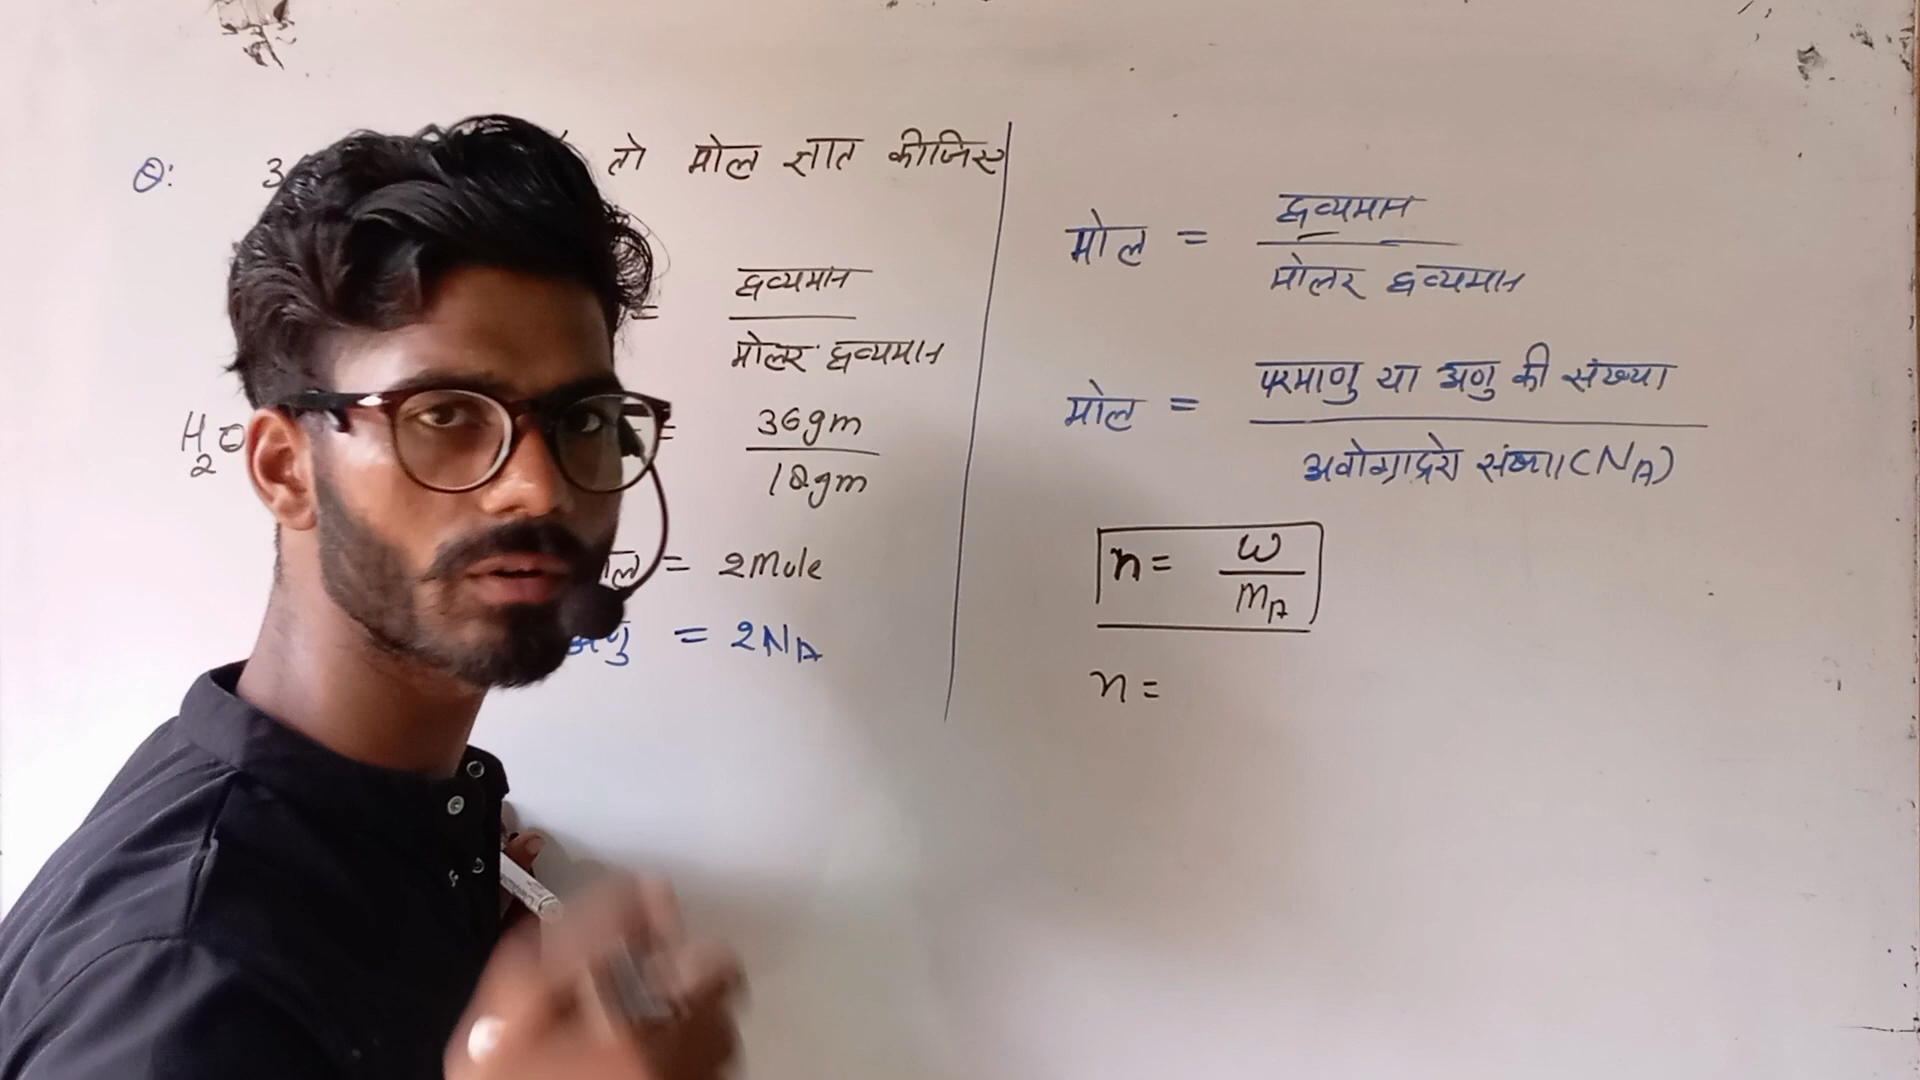 Q: 3 तो मोल ज्ञात कीजिए
= द्रव्यमान
मोलर द्रव्यमान
H2O = 36gm
18gm
= 2Mole
अणु = 2NA
मोल = द्रव्यमान
मोलर द्रव्यमान
मोल = परमाणु या अणु की संख्या
अवोगाद्रो संख्या (NA)
n = w
mA
n =